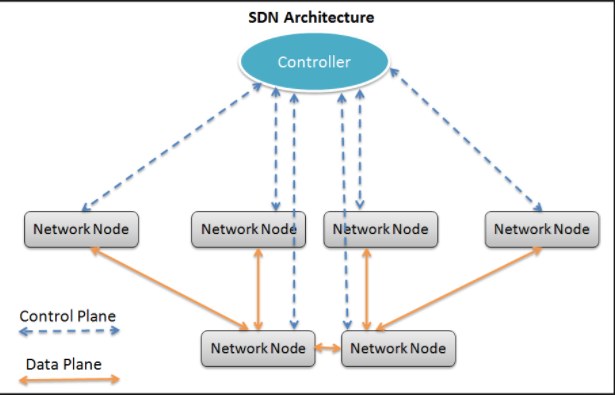 SDN Architecture
Controller
Network Node
Network Node
Network Node
Network Node
Control Plane
Network Node
Network Node
Data Plane